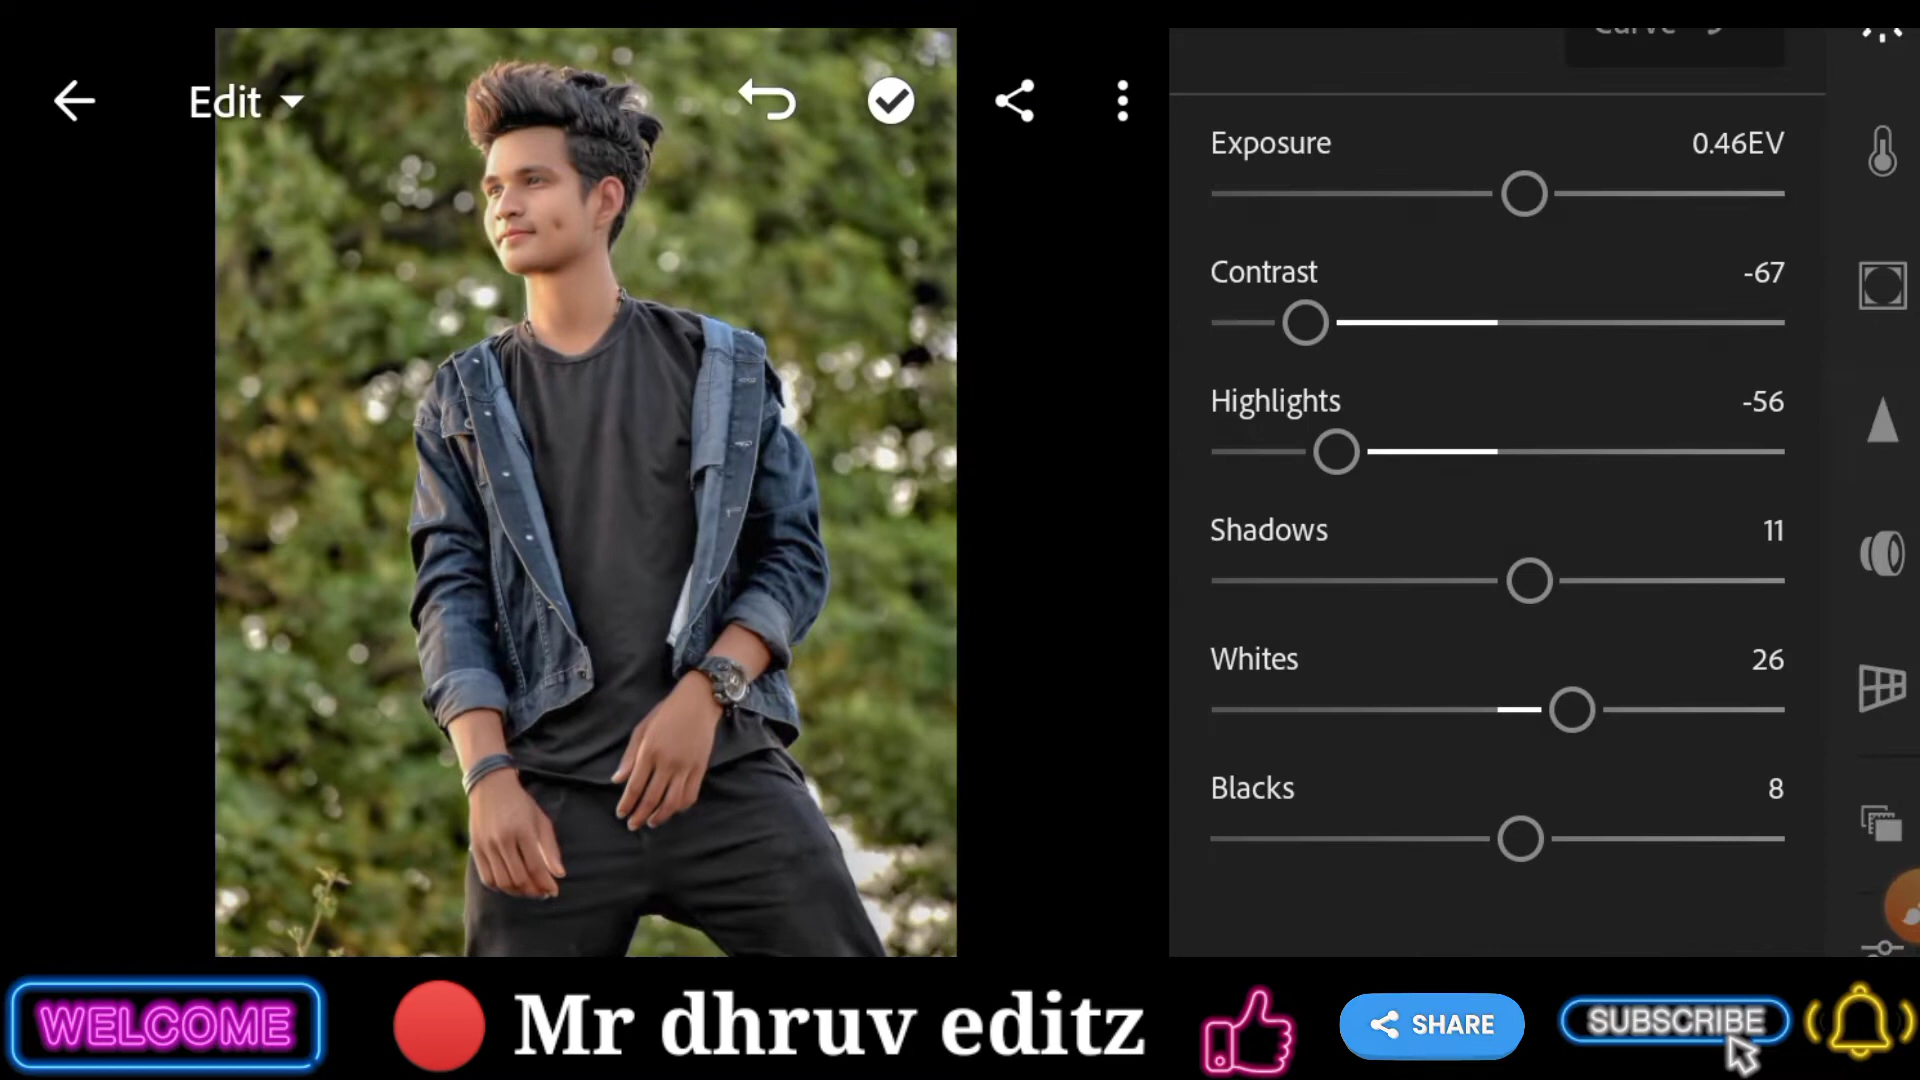 Edit
Curve
Exposure 0.46EV
Contrast -67
Highlights -56
Shadows 11
Whites 26
Blacks 8
WELCOME
Mr dhruv editz
SHARE
SUBSCRIBE